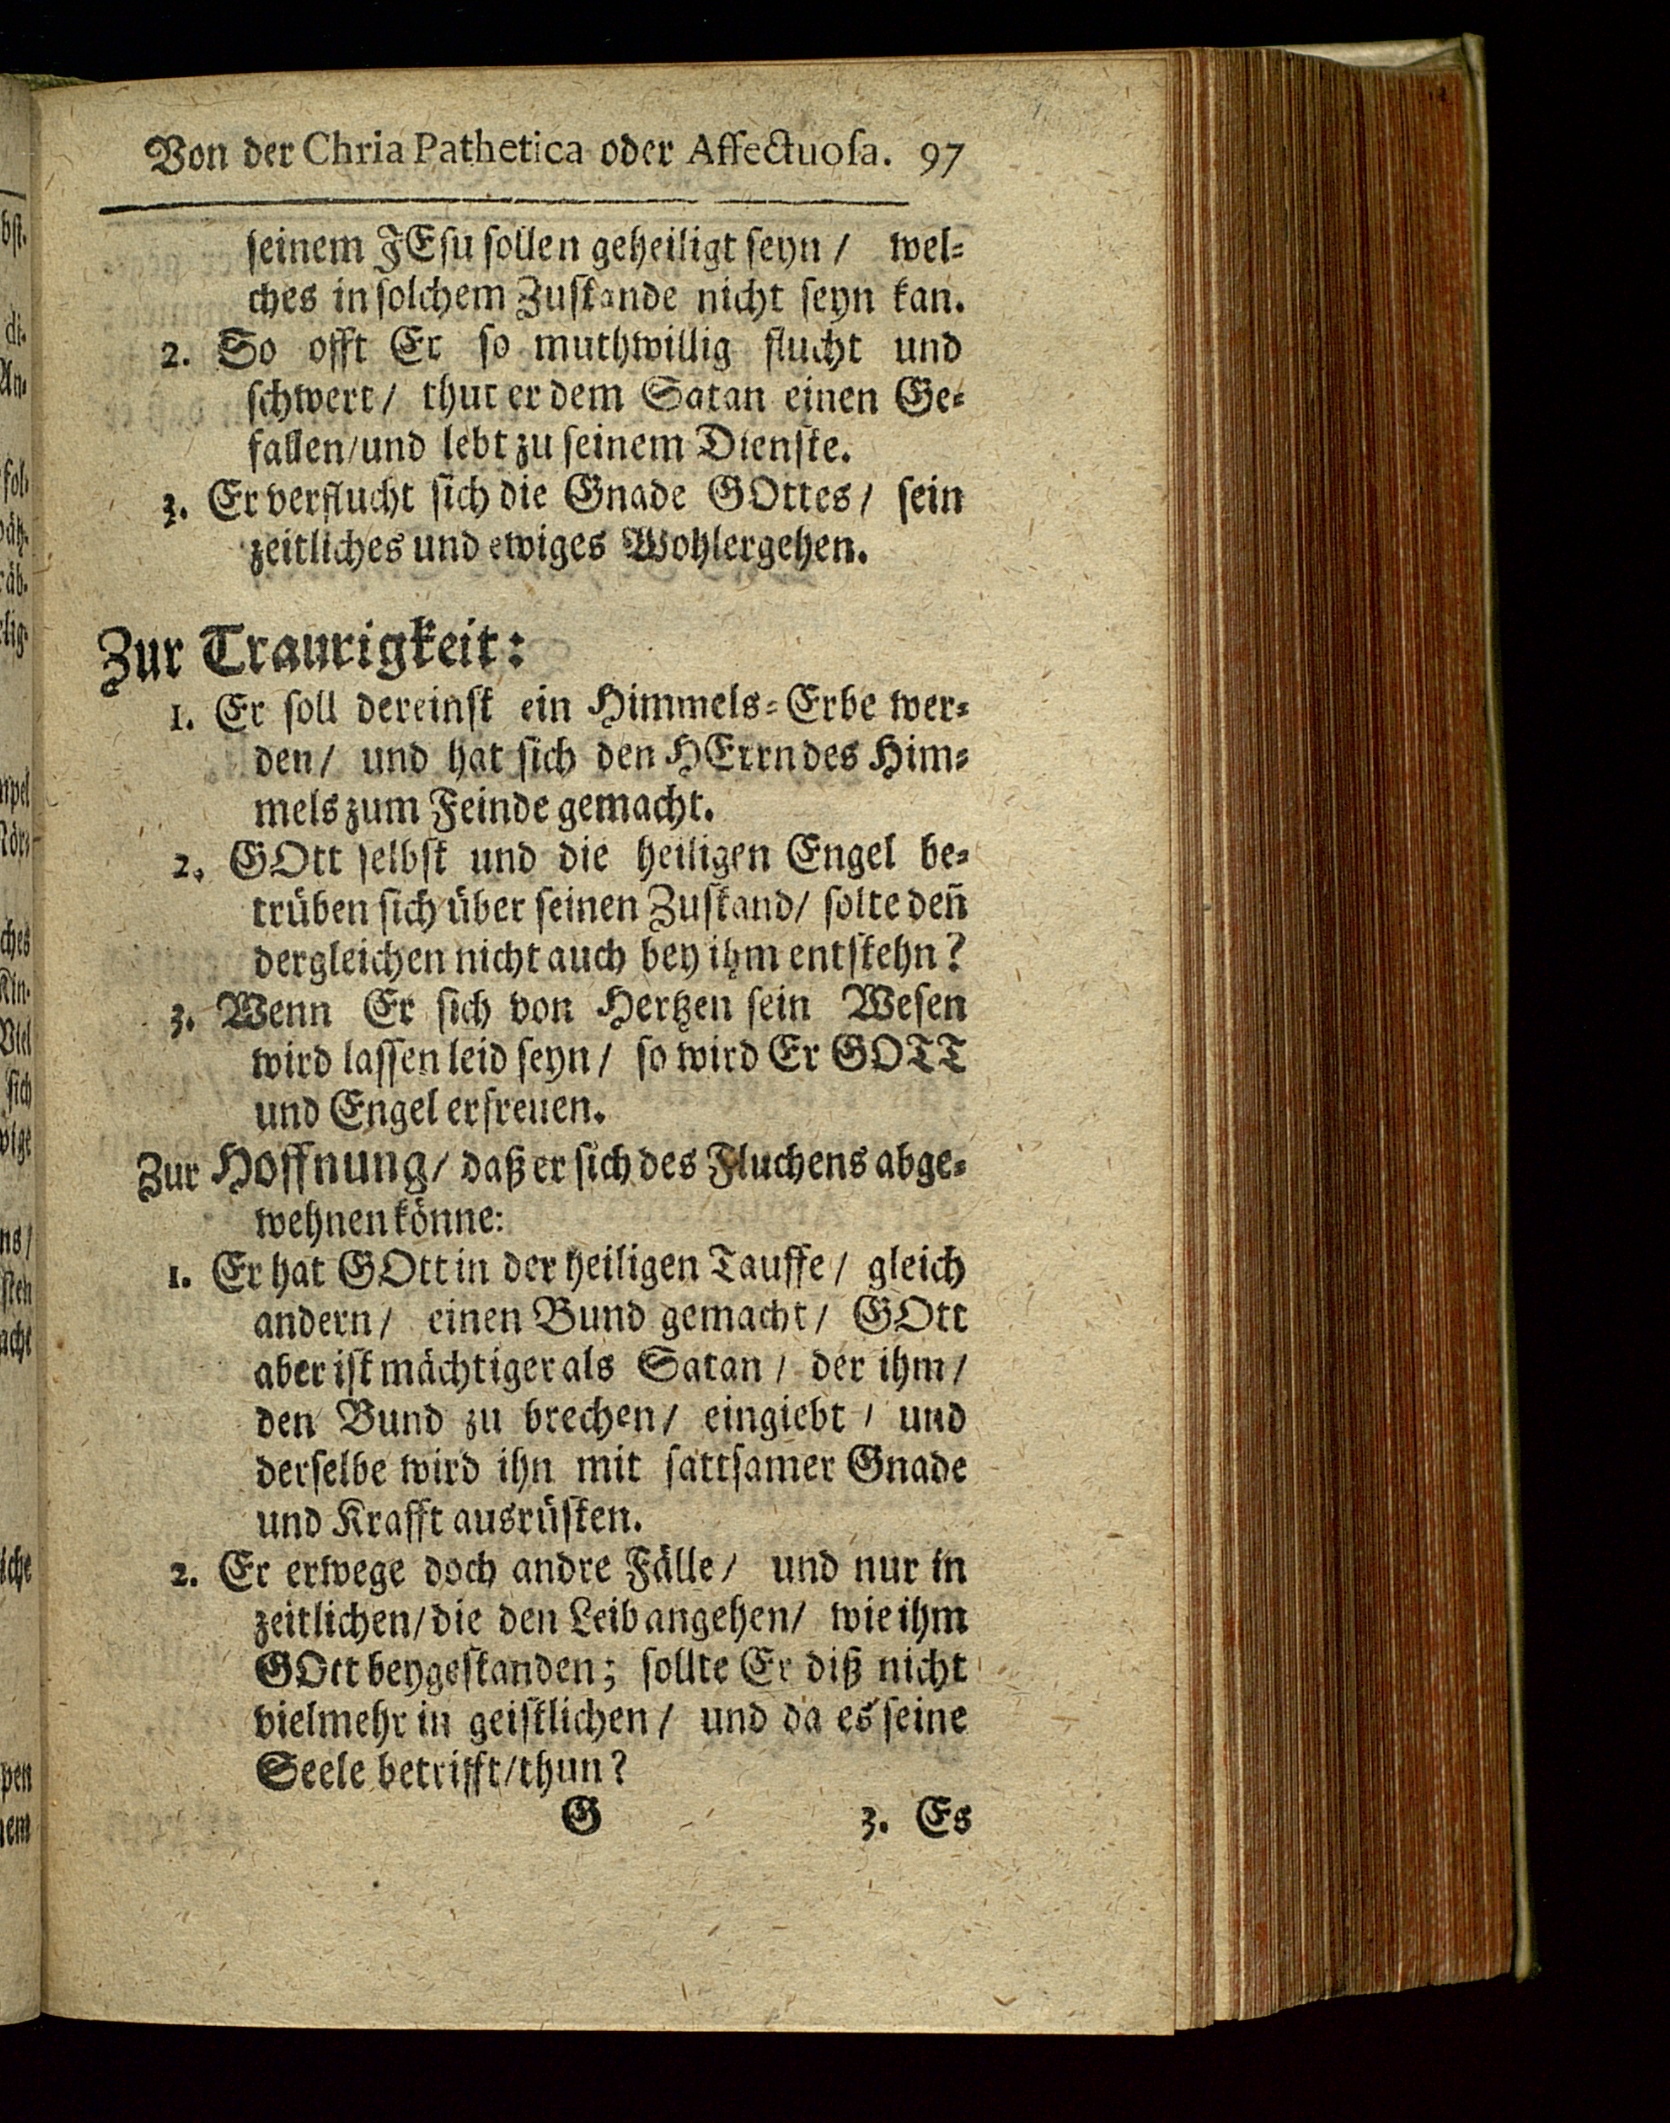 Von der Chria Pathetica oder Affectuosa. 97
seinem JEsu sollen geheiligt seyn / wel-
ches in solchem Zustande nicht seyn kan.
2. So offt Er so muthwillig flucht und
schwert / thut er dem Satan einen Ge-
fallen / und lebt zu seinem Dienste.
3. Er verflucht sich die Gnade GOttes / sein
zeitliches und ewiges Wohlergehen.
Zur Traurigkeit:
1. Er soll dereinst ein Himmels-Erbe wer-
den / und hat sich den HErrn des Him-
mels zum Feinde gemacht.
2. GOtt selbst und die heiligen Engel be-
trüben sich über seinen Zustand / solte deñ
dergleichen nicht auch bey ihm entstehn?
3. Wenn Er sich von Hertzen sein Wesen
wird lassen leid seyn / so wird Er GOTT
und Engel erfreuen.
Zur Hoffnung / daß er sich des Fluchens abge-
wehnen könne:
1. Er hat GOtt in der heiligen Tauffe / gleich
andern / einen Bund gemacht / GOtt
aber ist mächtiger als Satan / der ihm /
den Bund zu brechen / eingiebt / und
derselbe wird ihn mit sattsamer Gnade
und Krafft ausrüsten.
2. Er erwege doch andre Fälle / und nur in
zeitlichen / die den Leib angehen / wie ihm
GOtt beygestanden; sollte Er diß nicht
vielmehr in geistlichen / und da es seine
Seele betrifft / thun?
G 3. Es